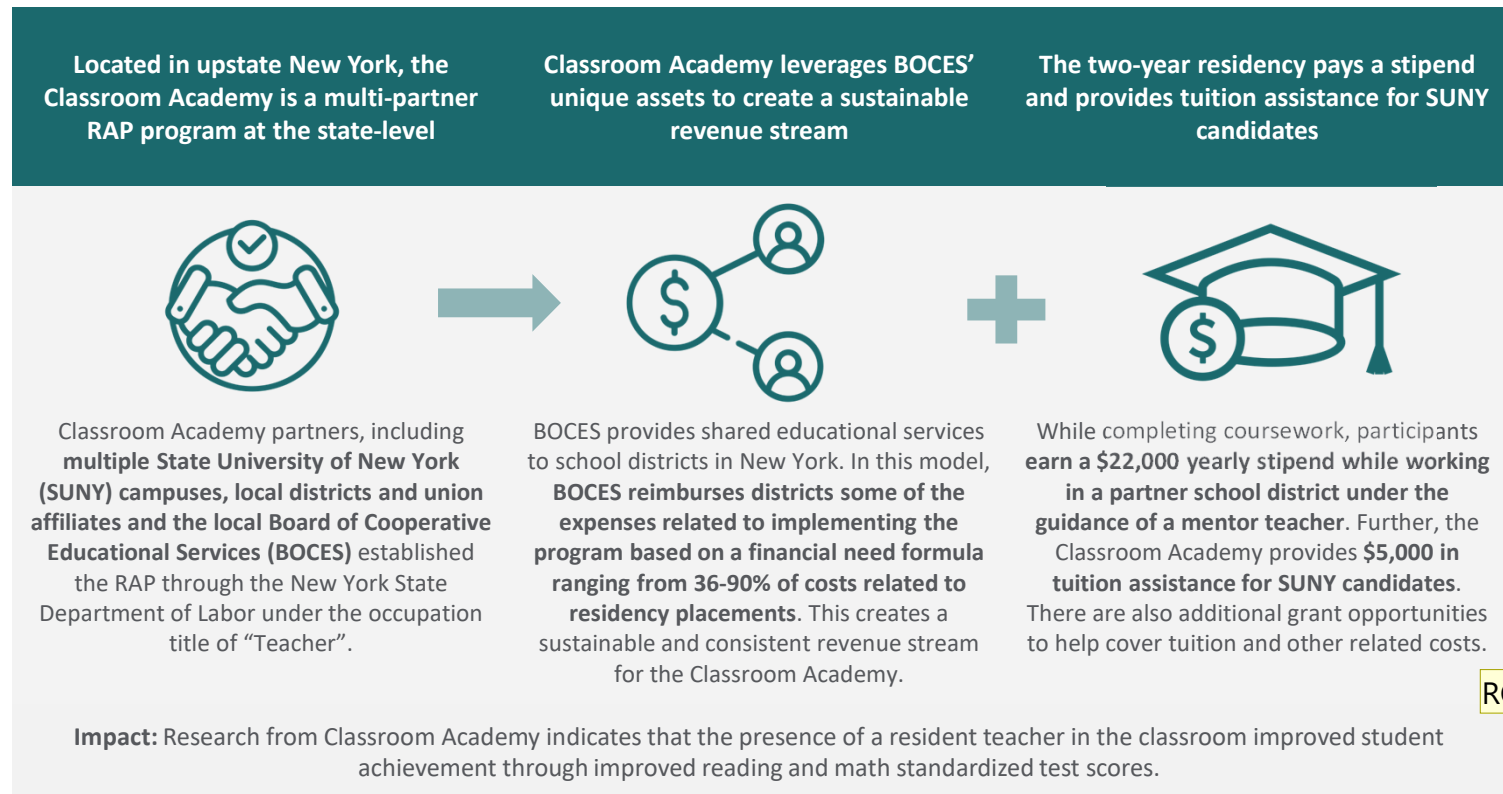 Located in upstate New York, the
Classroom Academy is a multi-partner
RAP program at the state-level
Classroom Academy leverages BOCES’
unique assets to create a sustainable
revenue stream
The two-year residency pays a stipend
and provides tuition assistance for SUNY
candidates
$
$
Classroom Academy partners, including
multiple State University of New York
(SUNY) campuses, local districts and union
affiliates and the local Board of Cooperative
Educational Services (BOCES) established
the RAP through the New York State
Department of Labor under the occupation
title of “Teacher”.
BOCES provides shared educational services
to school districts in New York. In this model,
BOCES reimburses districts some of the
expenses related to implementing the
program based on a financial need formula
ranging from 36-90% of costs related to
residency placements. This creates a
sustainable and consistent revenue stream
for the Classroom Academy.
While completing coursework, participants
earn a $22,000 yearly stipend while working
in a partner school district under the
guidance of a mentor teacher. Further, the
Classroom Academy provides $5,000 in
tuition assistance for SUNY candidates.
There are also additional grant opportunities
to help cover tuition and other related costs.
Impact: Research from Classroom Academy indicates that the presence of a resident teacher in the classroom improved student
achievement through improved reading and math standardized test scores.